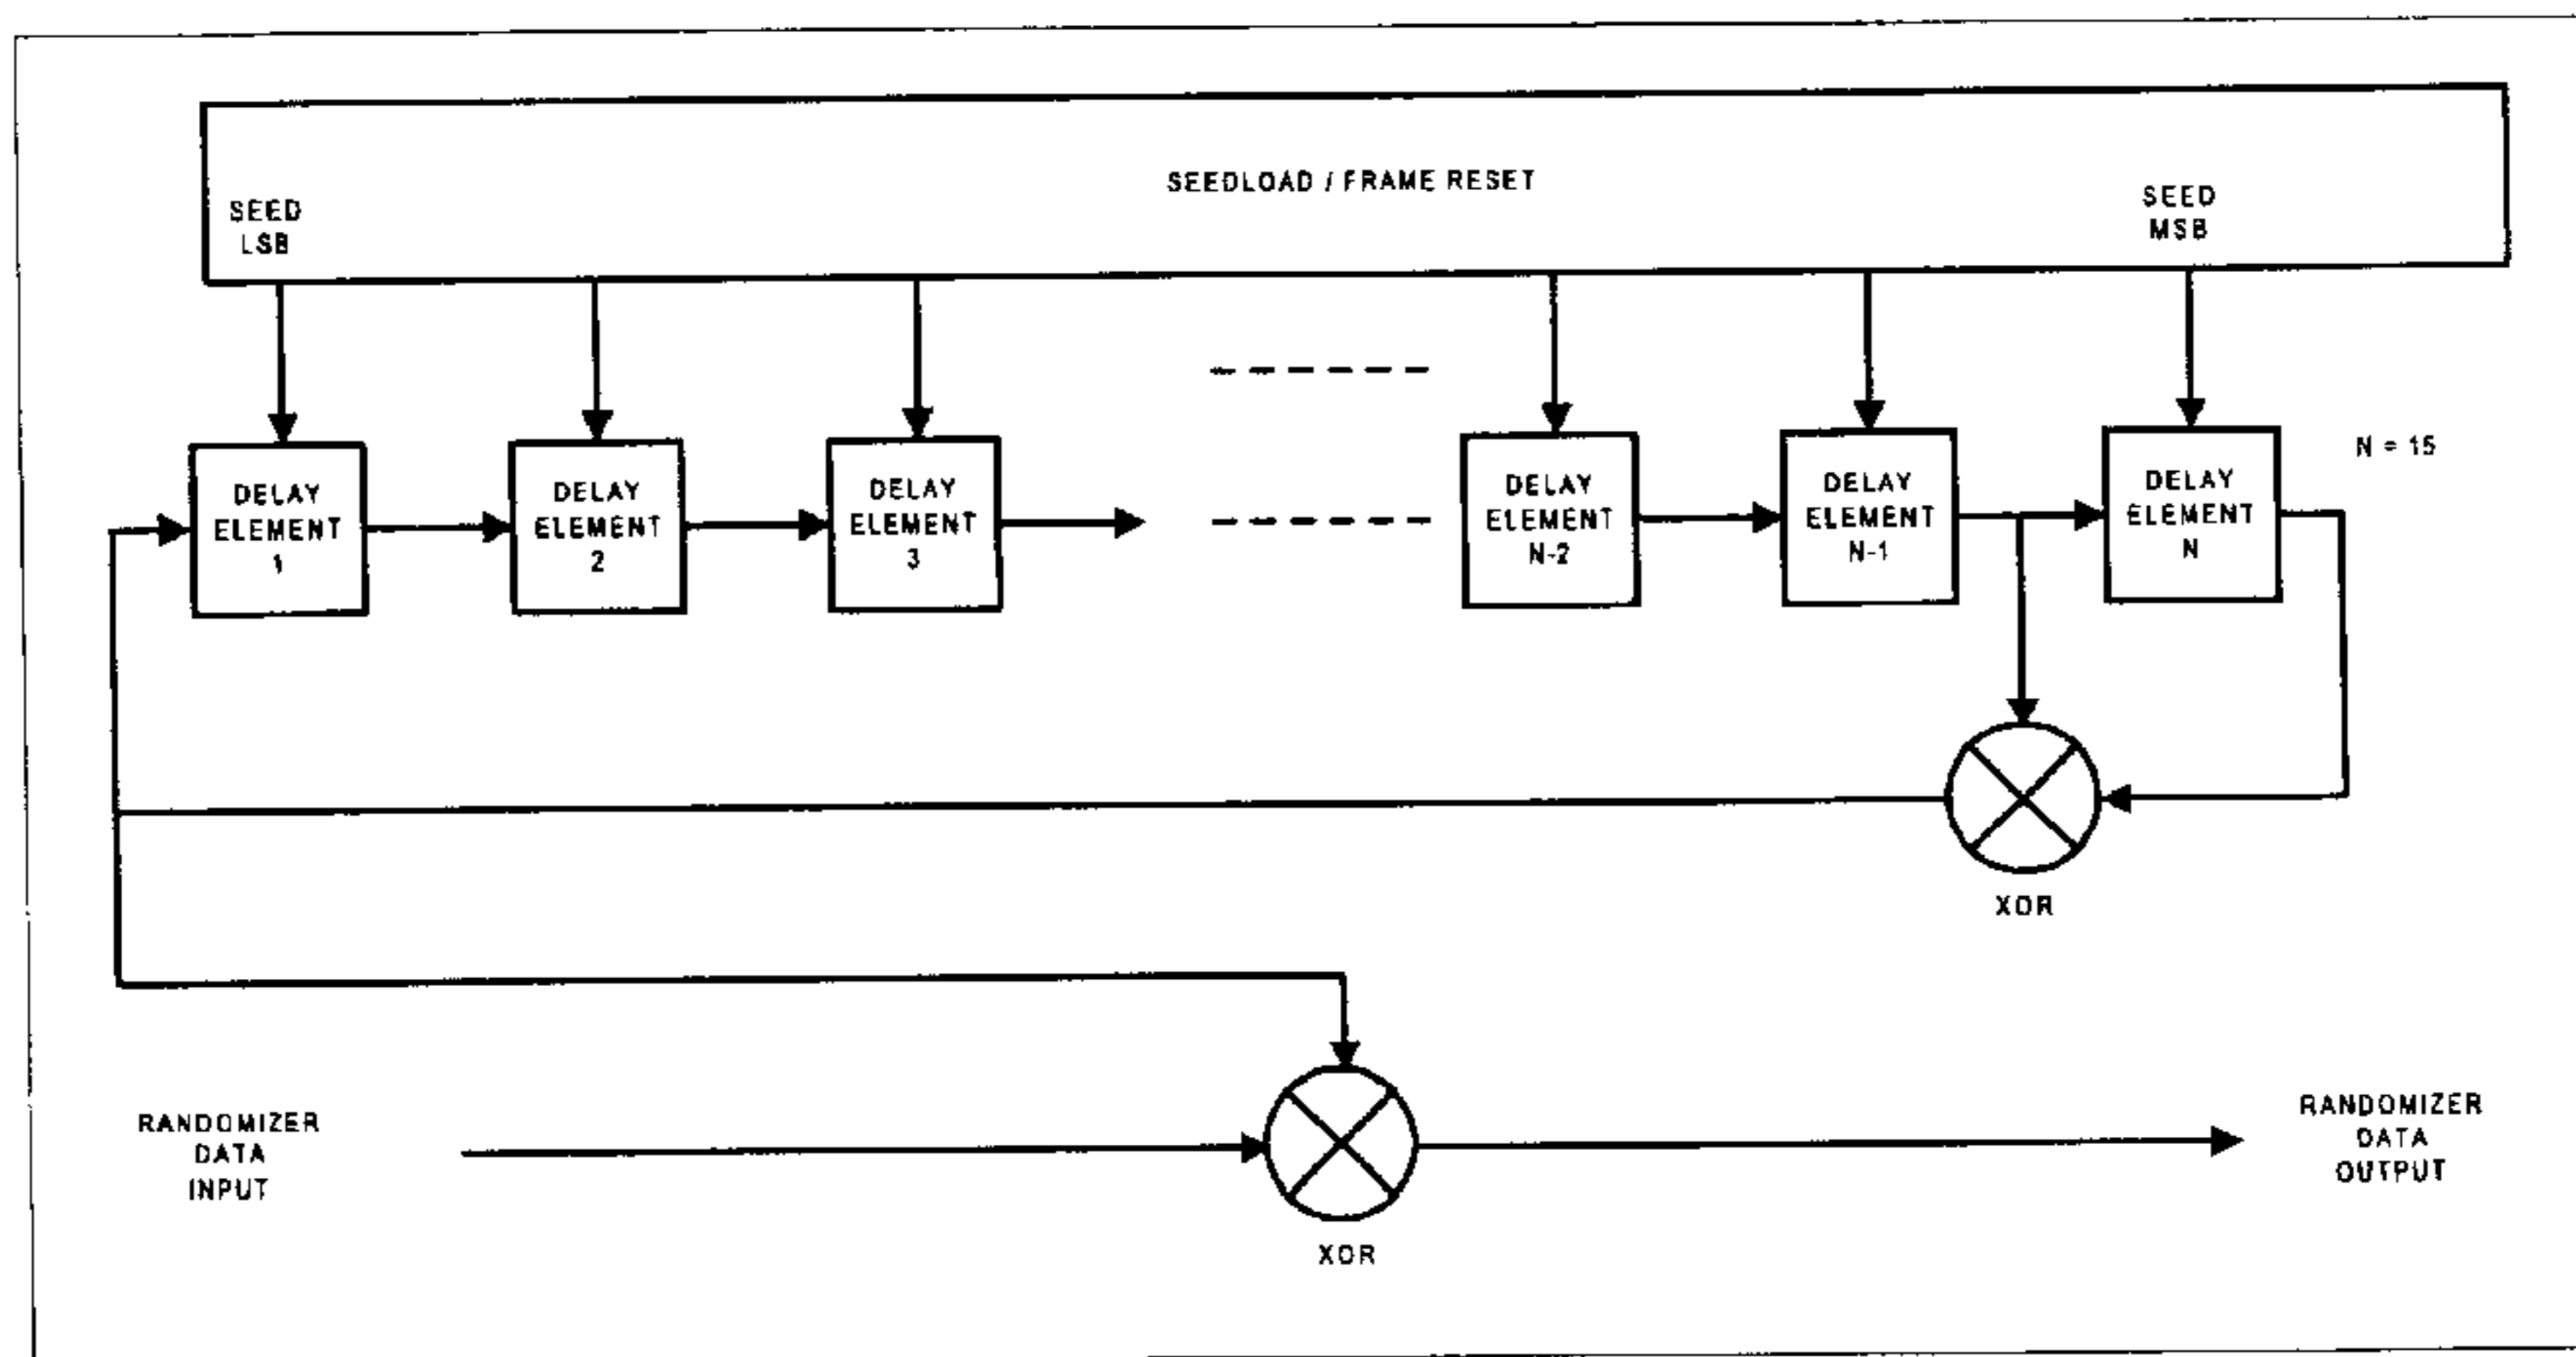 SEEDLOAD / FRAME RESET
SEED
LSB
SEED
MSB
DELAY
ELEMENT
1
DELAY
ELEMENT
2
DELAY
ELEMENT
3
DELAY
ELEMENT
N-2
DELAY
ELEMENT
N-1
DELAY
ELEMENT
N
N = 15
XOR
RANDOMIZER
DATA
INPUT
XOR
RANDOMIZER
DATA
OUTPUT